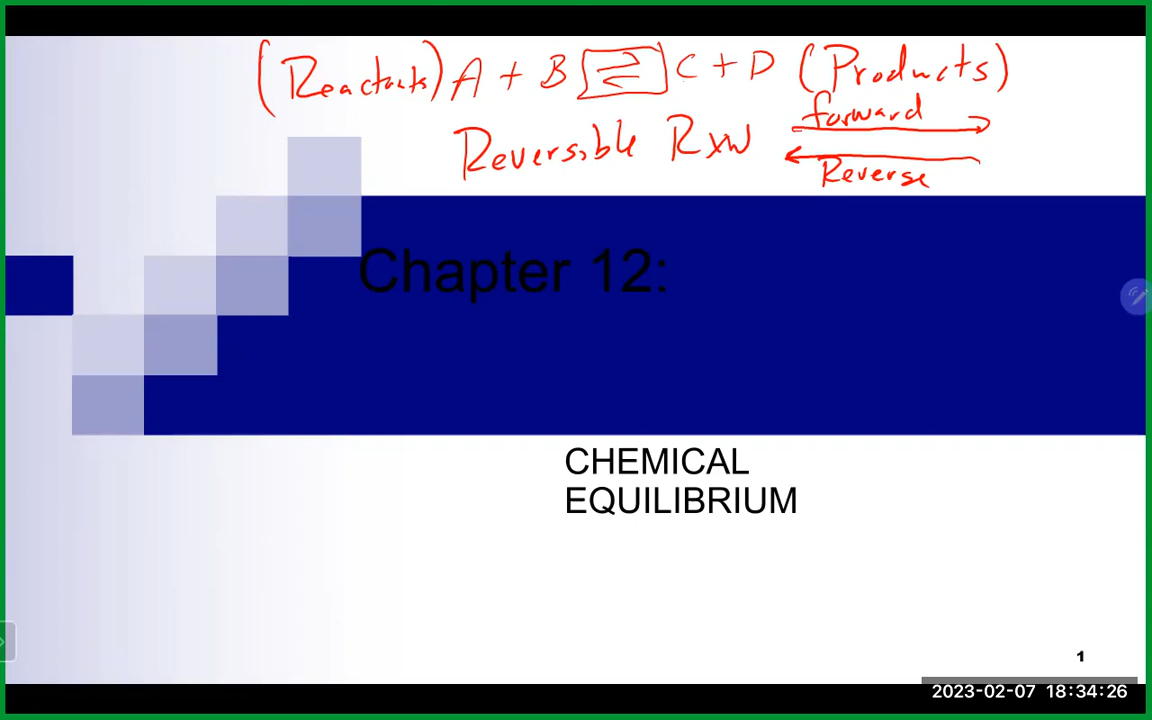 (Reactants) A + B ⇌ C + D (Products)
Reversible Rxn
forward
Reverse
Chapter 12:
CHEMICAL
EQUILIBRIUM
1
2023-02-07 18:34:26